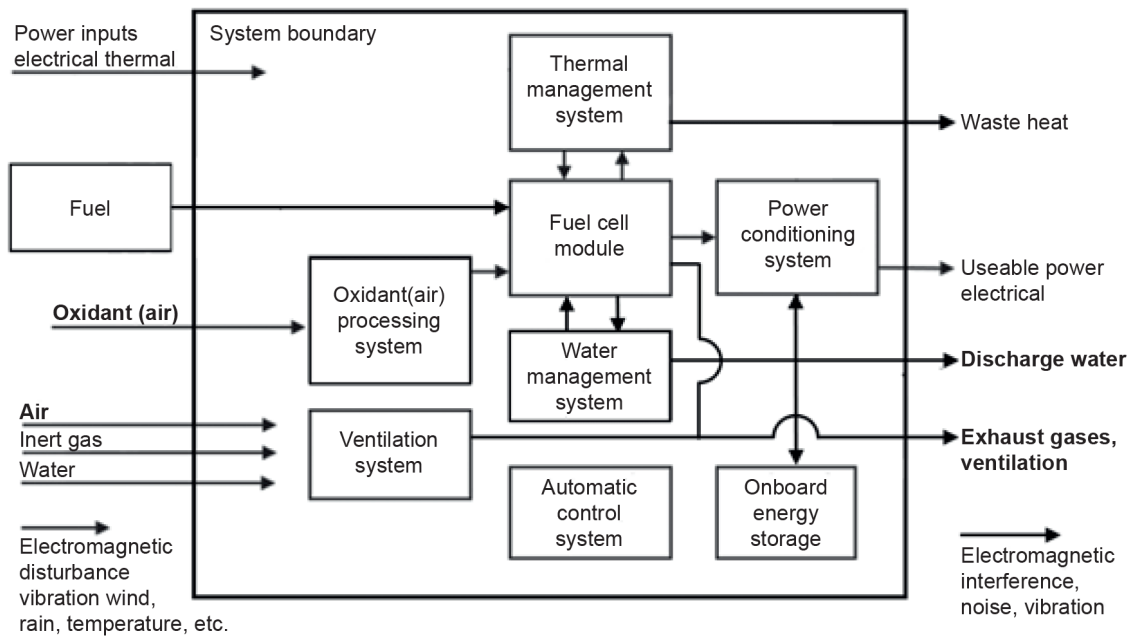 Power inputs
electrical thermal
System boundary
Thermal
management
system
Waste heat
Fuel
Fuel cell
module
Power
conditioning
system
Useable power
electrical
Oxidant (air)
Oxidant(air)
processing
system
Water
management
system
Discharge water
Air
Inert gas
Water
Ventilation
system
Exhaust gases,
ventilation
Automatic
control
system
Onboard
energy
storage
Electromagnetic
disturbance
vibration wind,
rain, temperature, etc.
Electromagnetic
interference,
noise, vibration